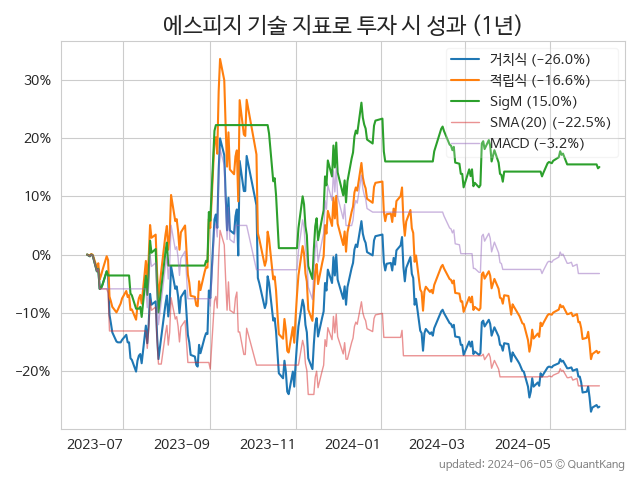 에스피지 기술 지표로 투자 시 성과 (1년)
거치식 (−26.0%)
적립식 (−16.6%)
SigM (15.0%)
SMA(20) (−22.5%)
MACD (−3.2%)
30%
20%
10%
0%
−10%
−20%
2023-07
2023-09
2023-11
2024-01
2024-03
2024-05
updated: 2024-06-05 © QuantKang